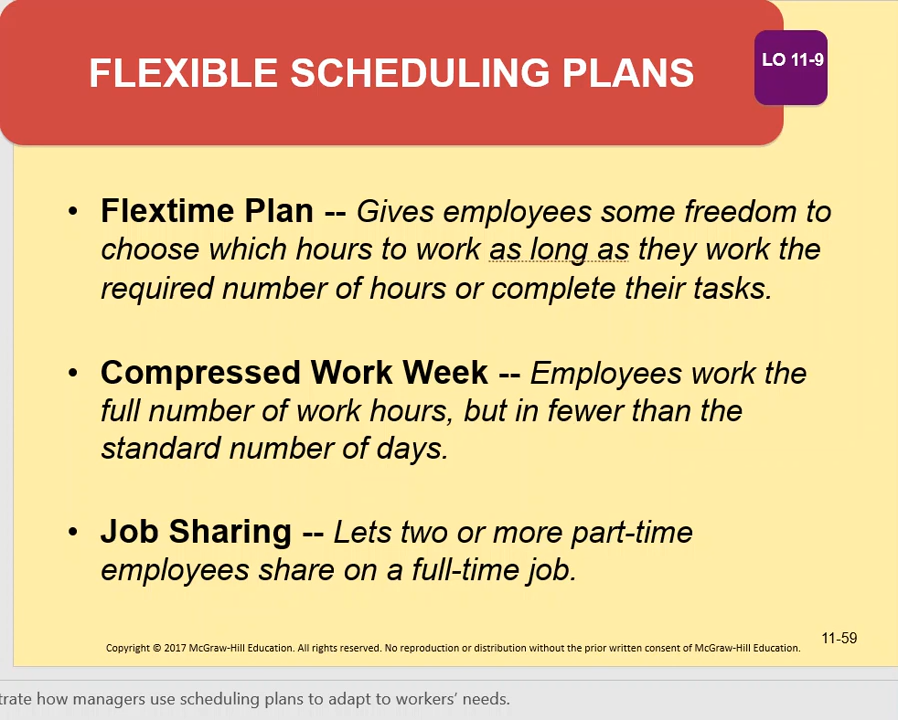 FLEXIBLE SCHEDULING PLANS
LO 11-9
• Flextime Plan -- Gives employees some freedom to
choose which hours to work as long as they work the
required number of hours or complete their tasks.
• Compressed Work Week -- Employees work the
full number of work hours, but in fewer than the
standard number of days.
• Job Sharing -- Lets two or more part-time
employees share on a full-time job.
11-59
Copyright © 2017 McGraw-Hill Education. All rights reserved. No reproduction or distribution without the prior written consent of McGraw-Hill Education.
trate how managers use scheduling plans to adapt to workers’ needs.